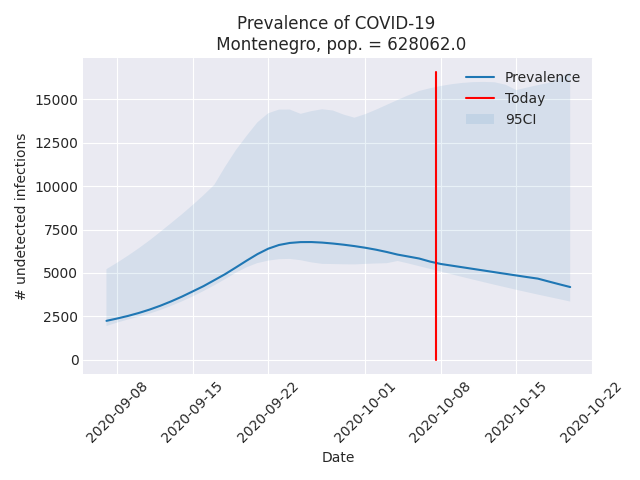 Prevalence of COVID-19
Montenegro, pop. = 628062.0
Prevalence
Today
95CI
15000
12500
10000
7500
5000
2500
0
# undetected infections
2020-09-08
2020-09-15
2020-09-22
2020-10-01
2020-10-08
2020-10-15
2020-10-22
Date